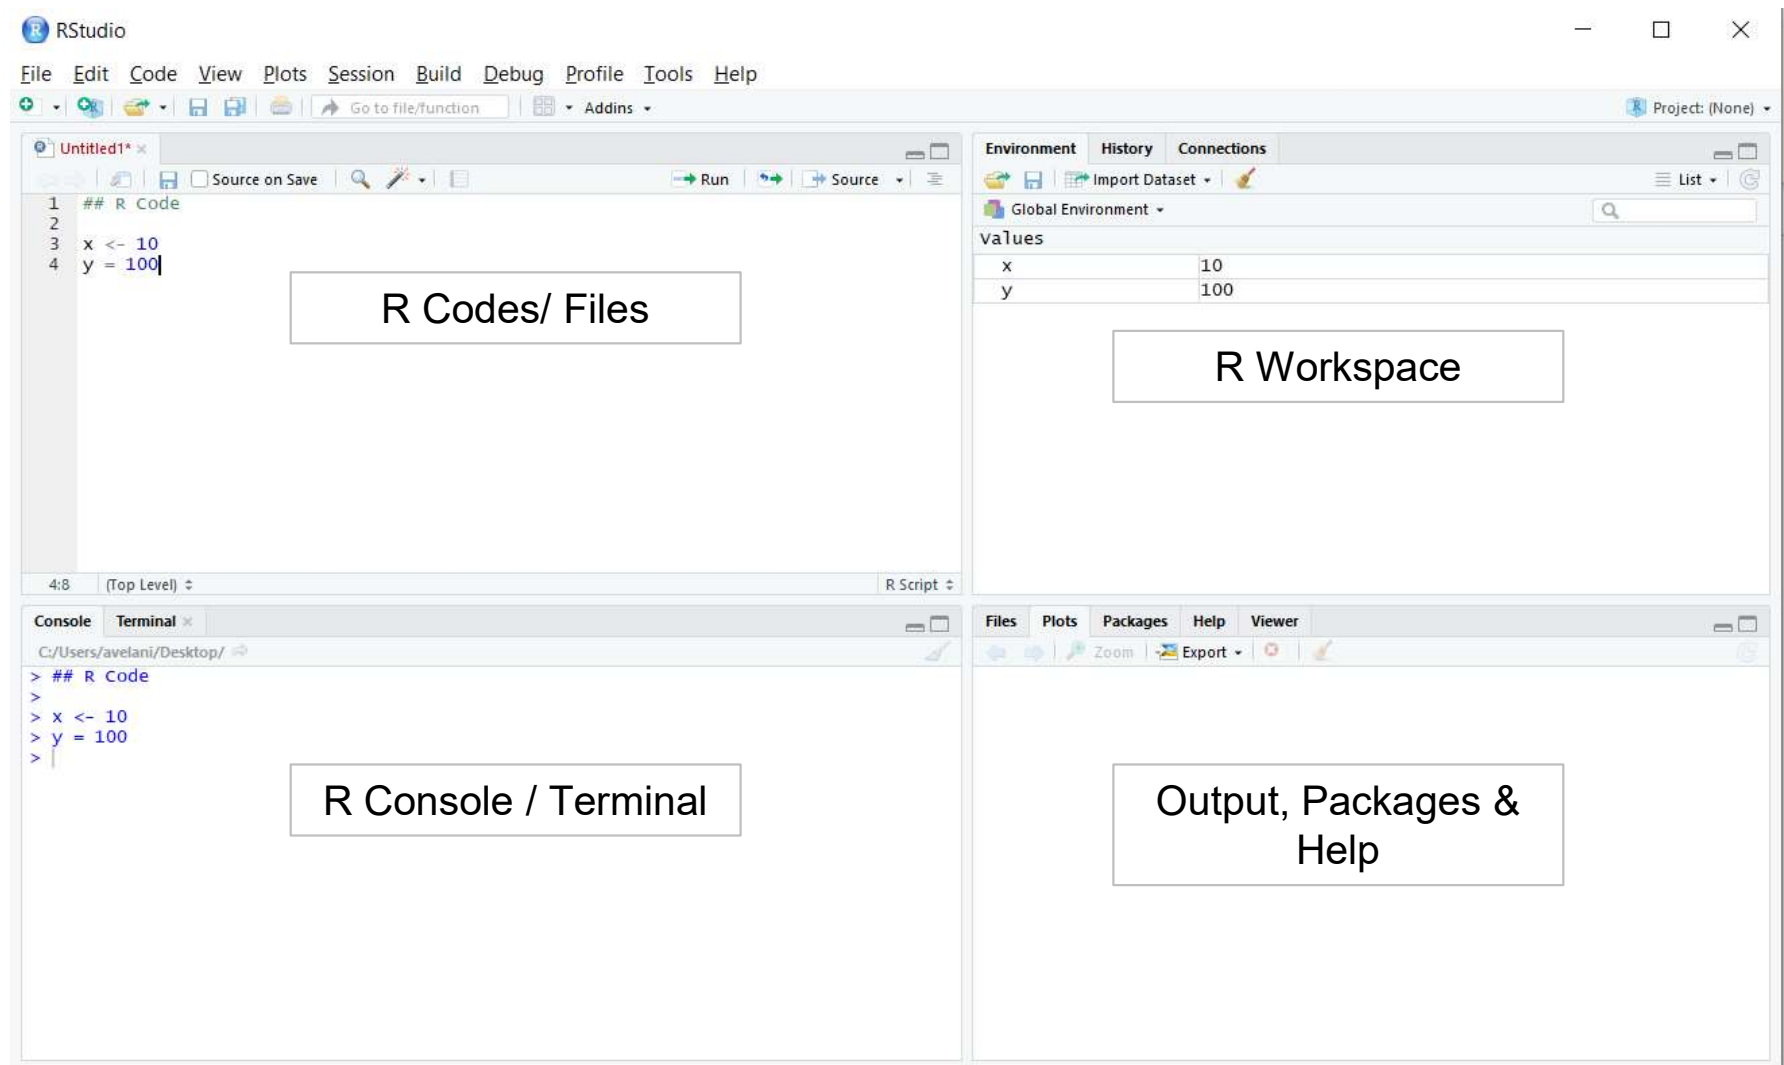 RStudio
File Edit Code View Plots Session Build Debug Profile Tools Help
Go to file/function Addins Project: (None)
Untitled1*
Source on Save Run Source
1 ## R Code
2
3 x <- 10
4 y = 100
R Codes/ Files
4:8 (Top Level) R Script
Environment History Connections
Import Dataset List
Global Environment
Values
x 10
y 100
R Workspace
Console Terminal
C:/Users/avelani/Desktop/
> ## R Code
>
> x <- 10
> y = 100
>
R Console / Terminal
Files Plots Packages Help Viewer
Zoom Export
Output, Packages &
Help